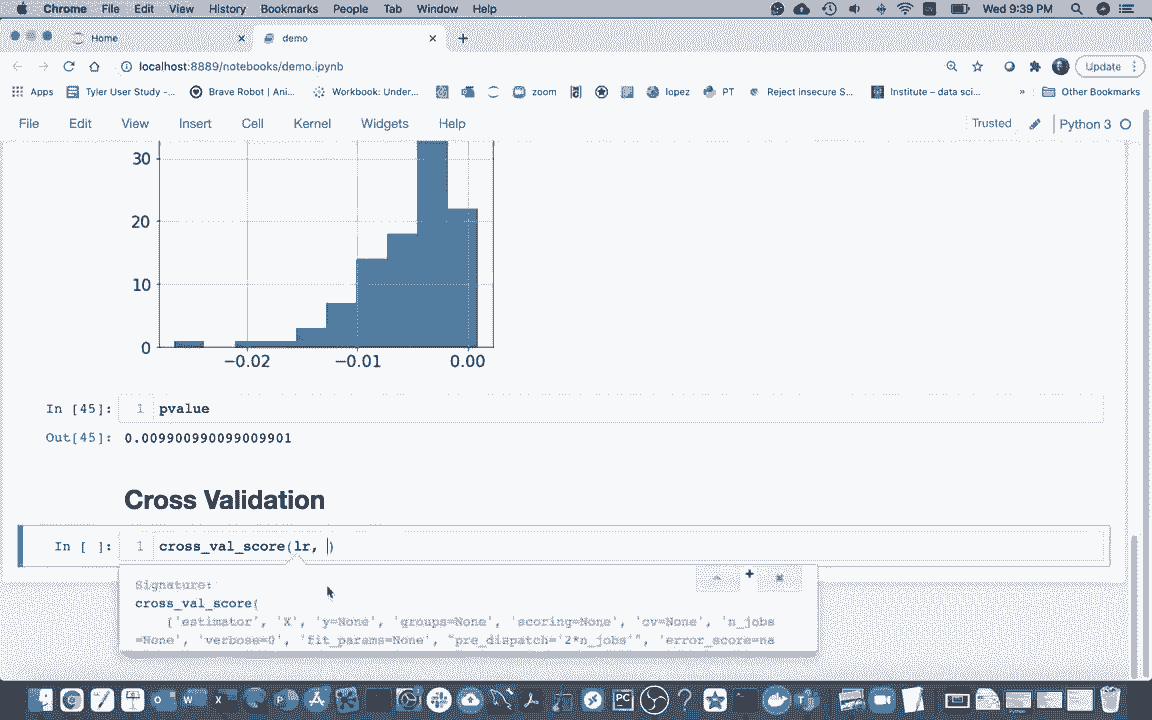 Chrome File Edit View History Bookmarks People Tab Window Help Wed 9:39 PM
Home demo
localhost:8889/notebooks/demo.ipynb Update
Apps Tyler User Study -... Brave Robot | Ani... Workbook: Under... zoom lopez PT Reject Insecure S... Institute – data sci... » Other Bookmarks
File Edit View Insert Cell Kernel Widgets Help Trusted Python 3
30
20
10
0
−0.02 −0.01 0.00
In [45]: 1 pvalue
Out[45]: 0.009900990099009901
Cross Validation
In [ ]: 1 cross_val_score(lr, )
Signature:
cross_val_score(
['estimator', 'X', 'y=None', 'groups=None', 'scoring=None', 'cv=None', 'n_jobs
=None', 'verbose=0', 'fit_params=None', "pre_dispatch='2*n_jobs'", 'error_score=na